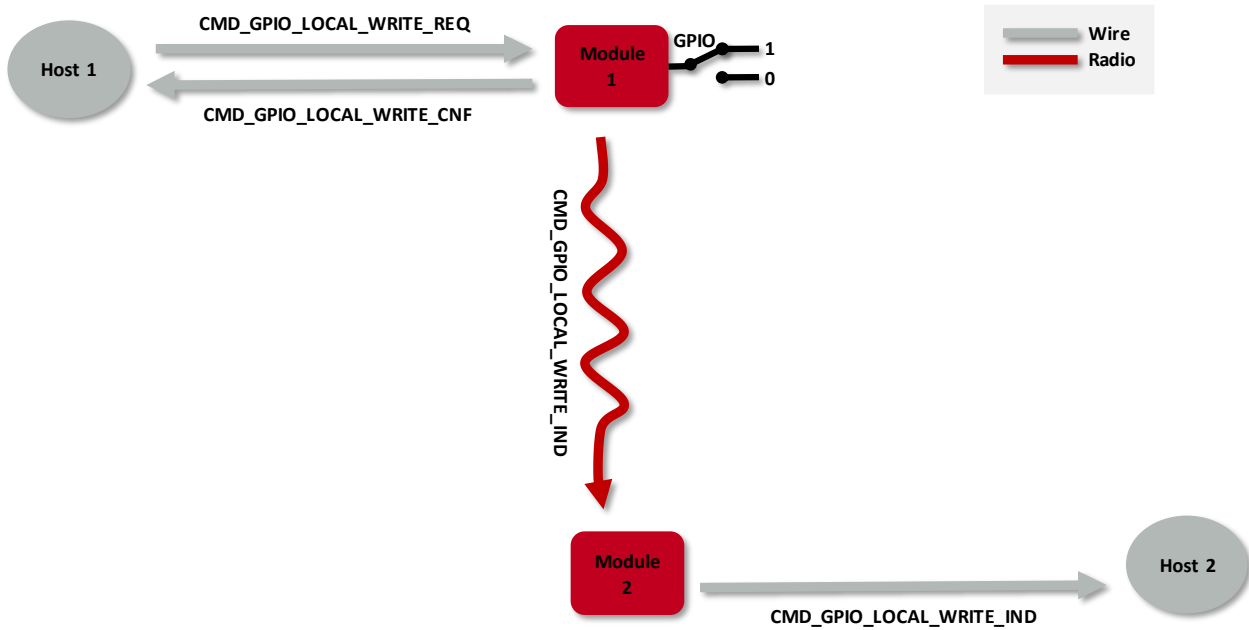 CMD_GPIO_LOCAL_WRITE_REQ
Host 1
CMD_GPIO_LOCAL_WRITE_CNF
Module
1
GPIO
1
0
Wire
Radio
CMD_GPIO_LOCAL_WRITE_IND
Module
2
CMD_GPIO_LOCAL_WRITE_IND
Host 2